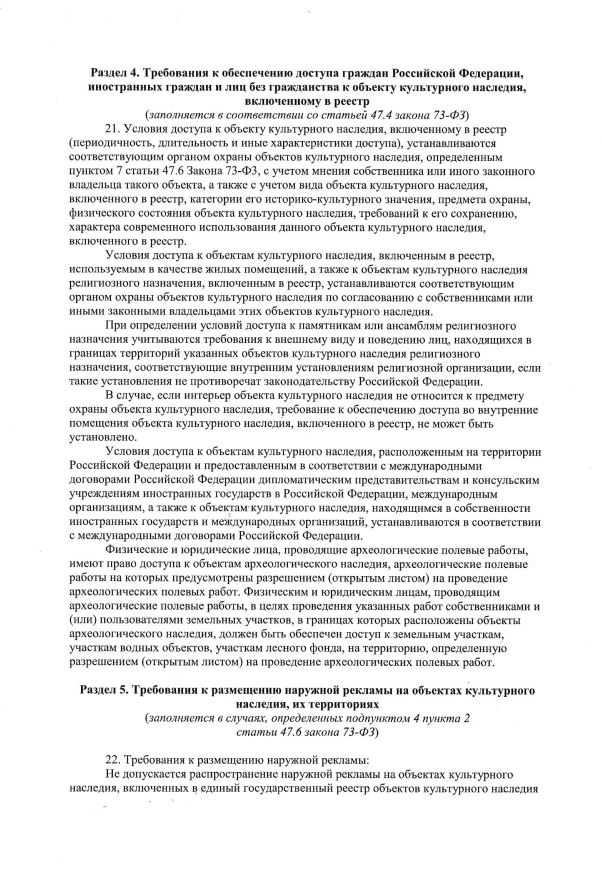 Раздел 4. Требования к обеспечению доступа граждан Российской Федерации,
иностранных граждан и лиц без гражданства к объекту культурного наследия,
включенному в реестр
(заполняется в соответствии со статьей 47.4 закона 73-ФЗ)
21. Условия доступа к объекту культурного наследия, включенного в реестр
(периодичность, длительность и иные характеристики доступа), устанавливаются
соответствующим органом охраны объектов культурного наследия, определенным
пунктом 7 статьи 47.6 Закона 73-ФЗ, с учетом мнения собственника или иного законного
владельца такого объекта, а также с учетом вида объекта культурного наследия,
включенного в реестр, категории его историко-культурного значения, предмета охраны,
физического состояния объекта культурного наследия, требований к его сохранению,
характера современного использования данного объекта культурного наследия,
включенного в реестр.
Условия доступа к объектам культурного наследия, включенным в реестр,
используемым в качестве жилых помещений, а также к объектам культурного наследия
религиозного назначения, включенным в реестр, устанавливаются соответствующим
органом охраны объектов культурного наследия по согласованию с собственниками или
иными законными владельцами этих объектов культурного наследия.
При определении условий доступа к памятникам или ансамблям религиозного
назначения учитываются требования к внешнему виду и поведению лиц, находящихся в
границах территорий указанных объектов культурного наследия религиозного
назначения, соответствующие внутренним установлениям религиозной организации, если
такие установления не противоречат законодательству Российской Федерации.
В случае, если интерьер объекта культурного наследия не относится к предмету
охраны объекта культурного наследия, требование к обеспечению доступа во внутренние
помещения объекта культурного наследия, включенного в реестр, не может быть
установлено.
Условия доступа к объектам культурного наследия, расположенным на территории
Российской Федерации и предоставленным в соответствии с международными
договорами Российской Федерации дипломатическим представительствам и консульским
учреждениям иностранных государств в Российской Федерации, международным
организациям, а также к объектам культурного наследия, находящимся в собственности
иностранных государств и международных организаций, устанавливаются в соответствии
с международными договорами Российской Федерации.
Физические и юридические лица, проводящие археологические полевые работы,
имеют право доступа к объектам археологического наследия, археологические полевые
работы на которых предусмотрены разрешением (открытым листом) на проведение
археологических полевых работ. Физическим и юридическим лицам, проводящим
археологические полевые работы, в целях проведения указанных работ собственниками и
(или) пользователями земельных участков, в границах которых расположены объекты
археологического наследия, должен быть обеспечен доступ к земельным участкам,
участкам водных объектов, участкам лесного фонда, на территорию, определенную
разрешением (открытым листом) на проведение археологических полевых работ.
Раздел 5. Требования к размещению наружной рекламы на объектах культурного
наследия, их территориях
(заполняется в случаях, определенных подпунктом 4 пункта 2
статьи 47.6 закона 73-ФЗ)
22. Требования к размещению наружной рекламы:
Не допускается распространение наружной рекламы на объектах культурного
наследия, включенных в единый государственный реестр объектов культурного наследия